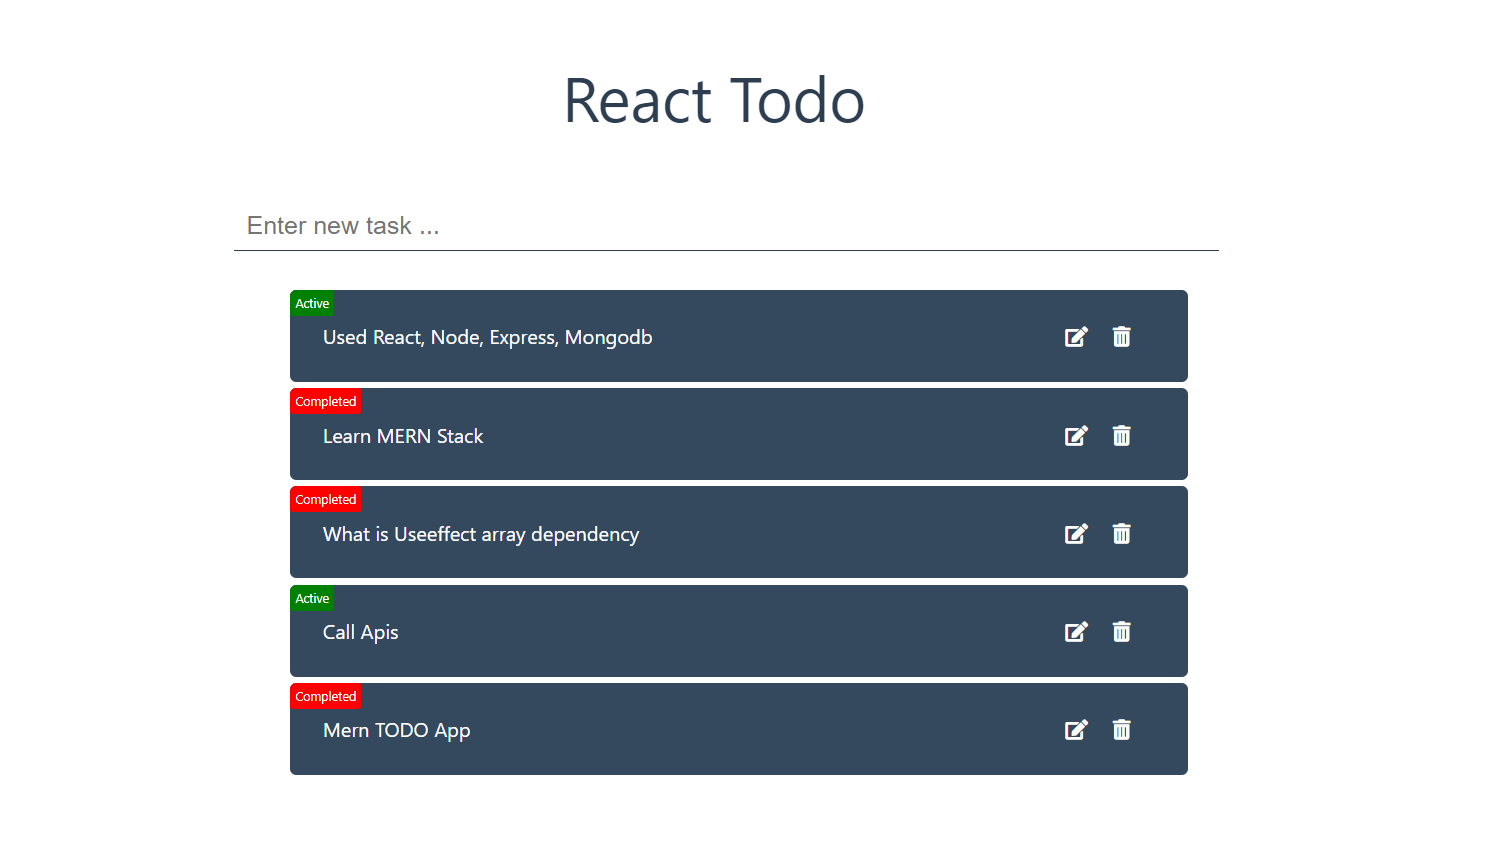 React Todo
Enter new task ...
Active
Used React, Node, Express, Mongodb
Completed
Learn MERN Stack
Completed
What is Useeffect array dependency
Active
Call Apis
Completed
Mern TODO App